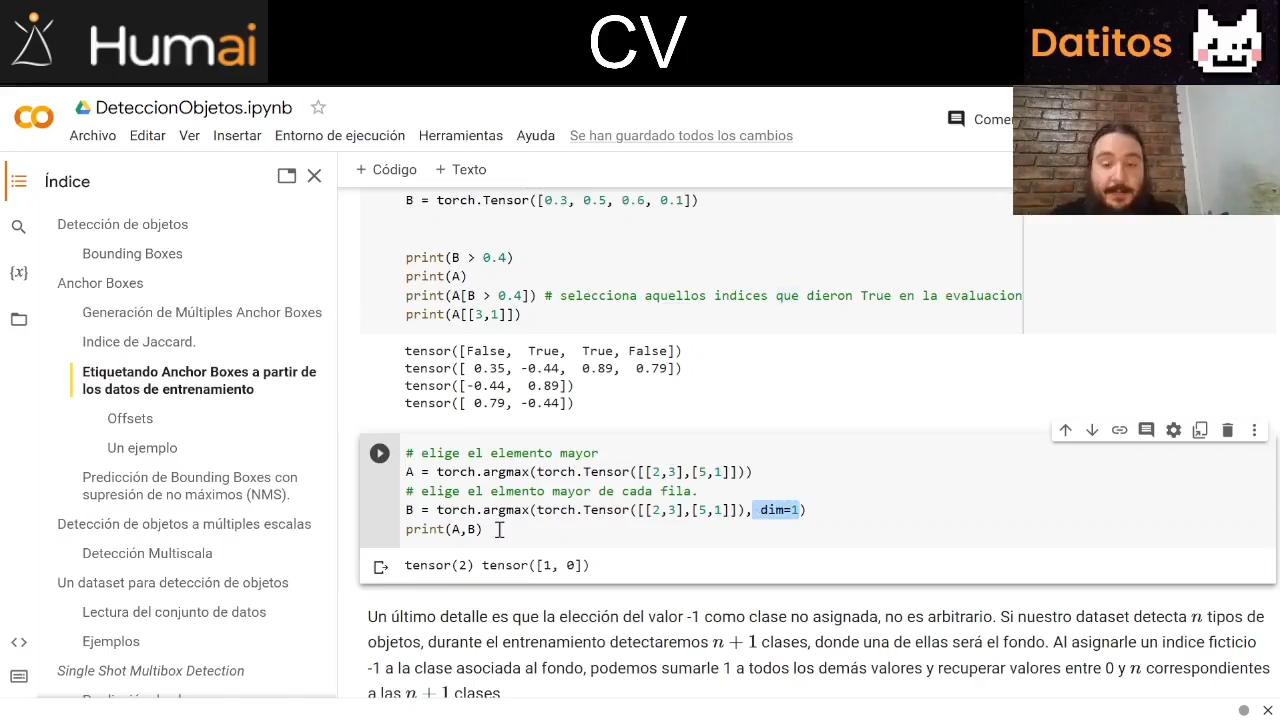 Humai
CV
Datitos
DeteccionObjetos.ipynb
Archivo Editar Ver Insertar Entorno de ejecución Herramientas Ayuda Se han guardado todos los cambios
Índice
+ Código + Texto
Detección de objetos
Bounding Boxes
Anchor Boxes
Generación de Múltiples Anchor Boxes
Indice de Jaccard.
Etiquetando Anchor Boxes a partir de
los datos de entrenamiento
Offsets
Un ejemplo
Predicción de Bounding Boxes con
supresión de no máximos (NMS).
Detección de objetos a múltiples escalas
Detección Multiscala
Un dataset para detección de objetos
Lectura del conjunto de datos
Ejemplos
Single Shot Multibox Detection
B = torch.Tensor([0.3, 0.5, 0.6, 0.1])
print(B > 0.4)
print(A)
print(A[B > 0.4]) # selecciona aquellos indices que dieron True en la evaluacion
print(A[[3,1]])
tensor([False, True, True, False])
tensor([ 0.35, -0.44, 0.89, 0.79])
tensor([-0.44, 0.89])
tensor([ 0.79, -0.44])
# elige el elemento mayor
A = torch.argmax(torch.Tensor([[2,3],[5,1]]))
# elige el elmento mayor de cada fila.
B = torch.argmax(torch.Tensor([[2,3],[5,1]]), dim=1)
print(A,B)
tensor(2) tensor([1, 0])
Un último detalle es que la elección del valor -1 como clase no asignada, no es arbitrario. Si nuestro dataset detecta n tipos de
objetos, durante el entrenamiento detectaremos n + 1 clases, donde una de ellas será el fondo. Al asignarle un indice ficticio
-1 a la clase asociada al fondo, podemos sumarle 1 a todos los demás valores y recuperar valores entre 0 y n correspondientes
a las n + 1 clases